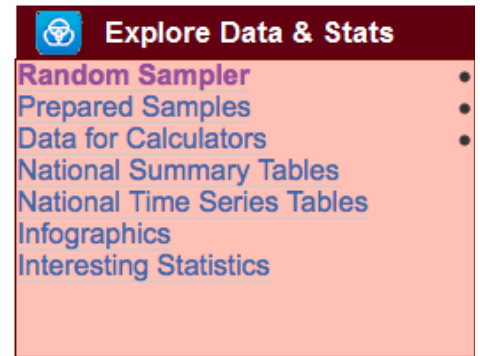 Explore Data & Stats
Random Sampler
Prepared Samples
Data for Calculators
National Summary Tables
National Time Series Tables
Infographics
Interesting Statistics